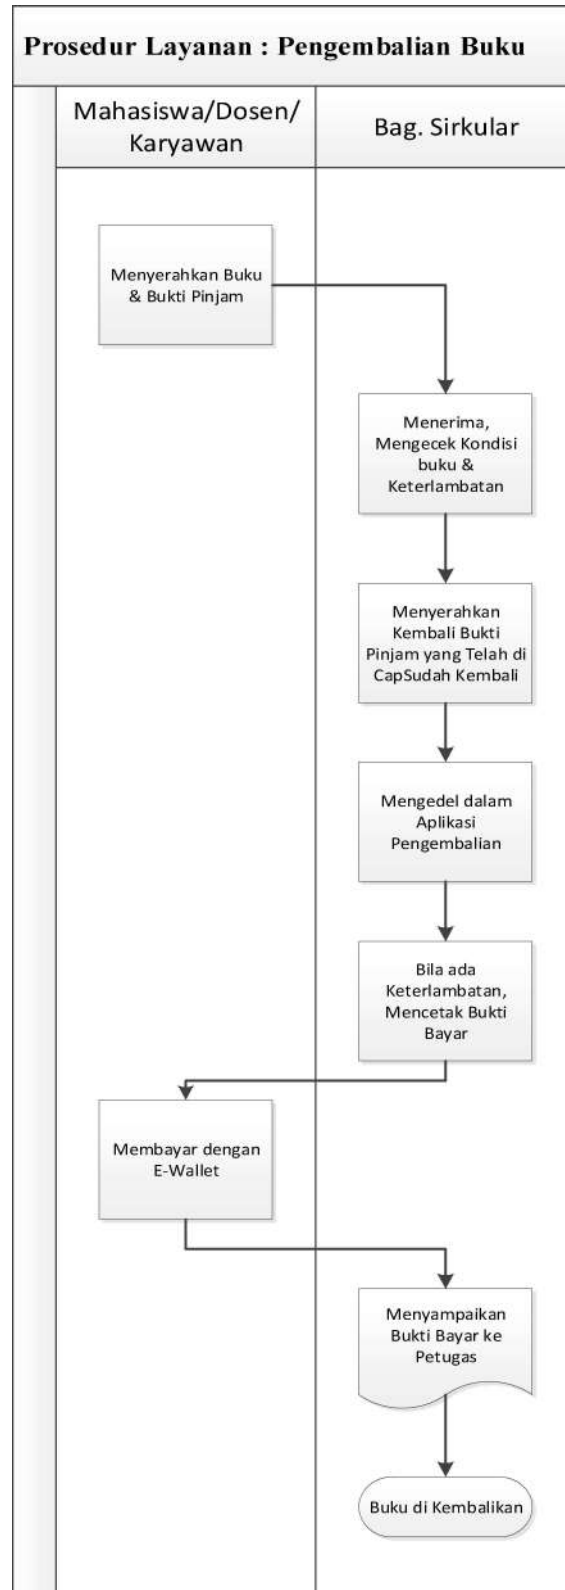 Prosedur Layanan : Pengembalian Buku
Mahasiswa/Dosen/
Karyawan
Bag. Sirkular
Menyerahkan Buku
& Bukti Pinjam
Menerima,
Mengecek Kondisi
buku &
Keterlambatan
Menyerahkan
Kembali Bukti
Pinjam yang Telah di
CapSudah Kembali
Mengedel dalam
Aplikasi
Pengembalian
Bila ada
Keterlambatan,
Mencetak Bukti
Bayar
Membayar dengan
E-Wallet
Menyampaikan
Bukti Bayar ke
Petugas
Buku di Kembalikan